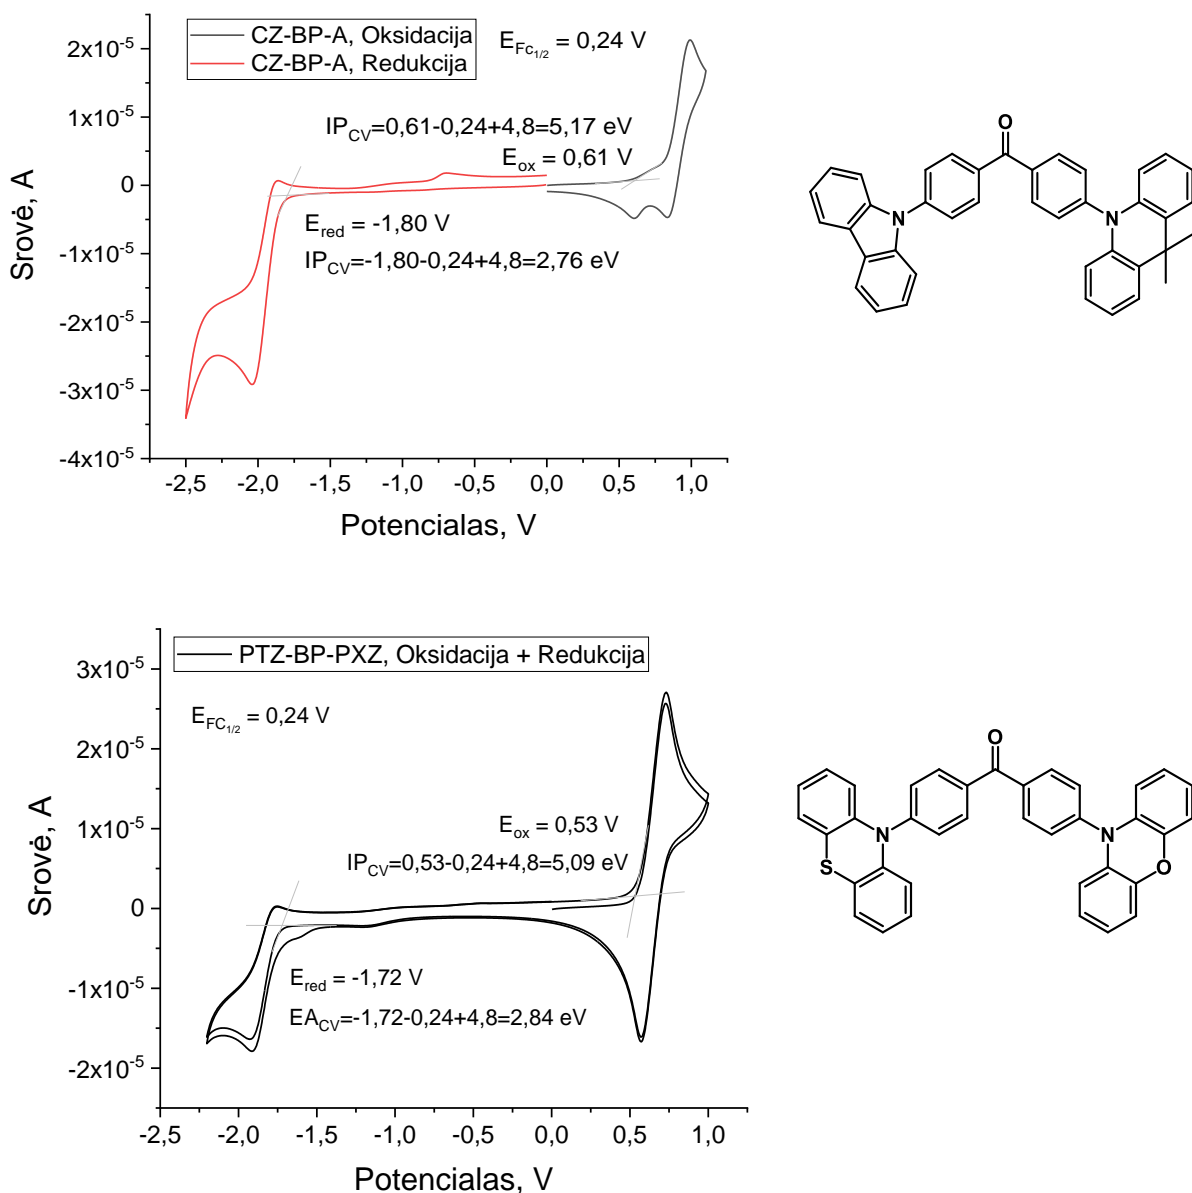 CZ-BP-A, Oksidacija
CZ-BP-A, Redukcija
E_Fc1/2 = 0,24 V
IP_CV=0,61-0,24+4,8=5,17 eV
E_ox = 0,61 V
E_red = -1,80 V
IP_CV=-1,80-0,24+4,8=2,76 eV
2x10^-5
1x10^-5
0
-1x10^-5
-2x10^-5
-3x10^-5
-4x10^-5
Srovė, A
-2,5 -2,0 -1,5 -1,0 -0,5 0,0 0,5 1,0
Potencialas, V
O
N
N
PTZ-BP-PXZ, Oksidacija + Redukcija
E_FC1/2 = 0,24 V
E_ox = 0,53 V
IP_CV=0,53-0,24+4,8=5,09 eV
E_red = -1,72 V
EA_CV=-1,72-0,24+4,8=2,84 eV
3x10^-5
2x10^-5
1x10^-5
0
-1x10^-5
-2x10^-5
Srovė, A
-2,5 -2,0 -1,5 -1,0 -0,5 0,0 0,5 1,0
Potencialas, V
O
N
N
S
O